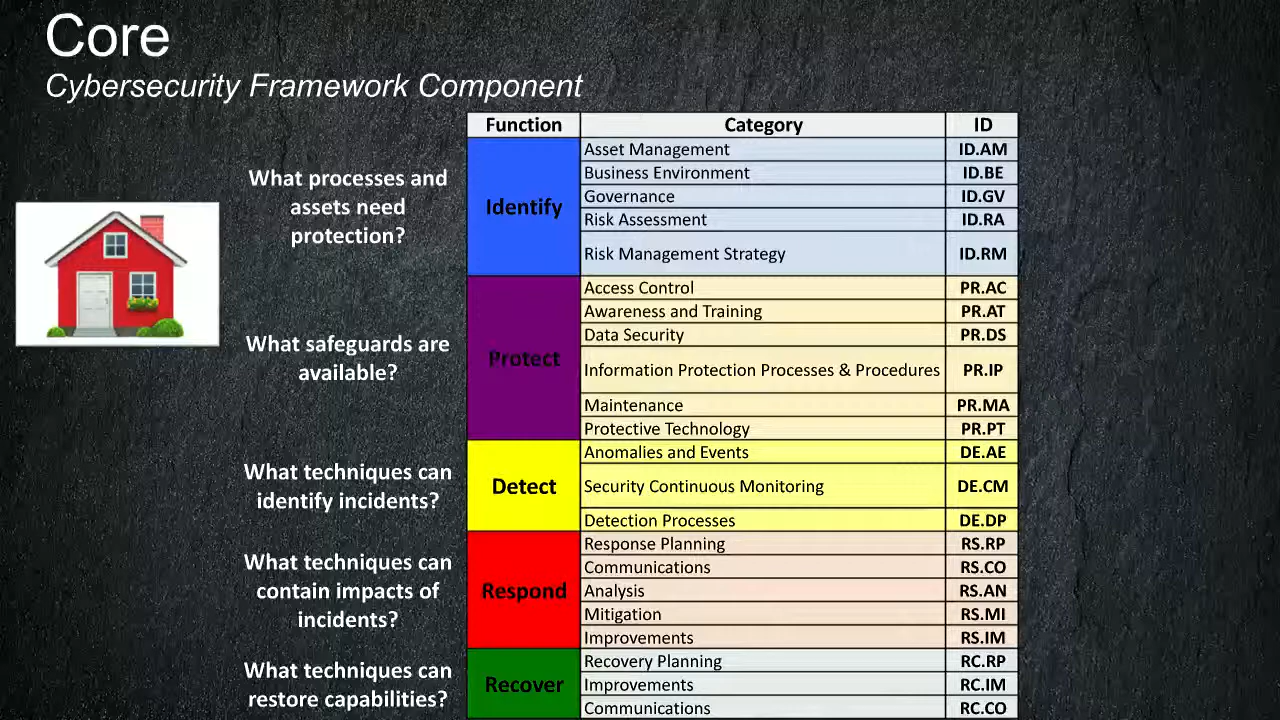 Core
Cybersecurity Framework Component
Function Category ID
What processes and
assets need
protection?
Identify
Asset Management ID.AM
Business Environment ID.BE
Governance ID.GV
Risk Assessment ID.RA
Risk Management Strategy ID.RM
What safeguards are
available?
Protect
Access Control PR.AC
Awareness and Training PR.AT
Data Security PR.DS
Information Protection Processes & Procedures PR.IP
Maintenance PR.MA
Protective Technology PR.PT
What techniques can
identify incidents?
Detect
Anomalies and Events DE.AE
Security Continuous Monitoring DE.CM
Detection Processes DE.DP
What techniques can
contain impacts of
incidents?
Respond
Response Planning RS.RP
Communications RS.CO
Analysis RS.AN
Mitigation RS.MI
Improvements RS.IM
What techniques can
restore capabilities?
Recover
Recovery Planning RC.RP
Improvements RC.IM
Communications RC.CO